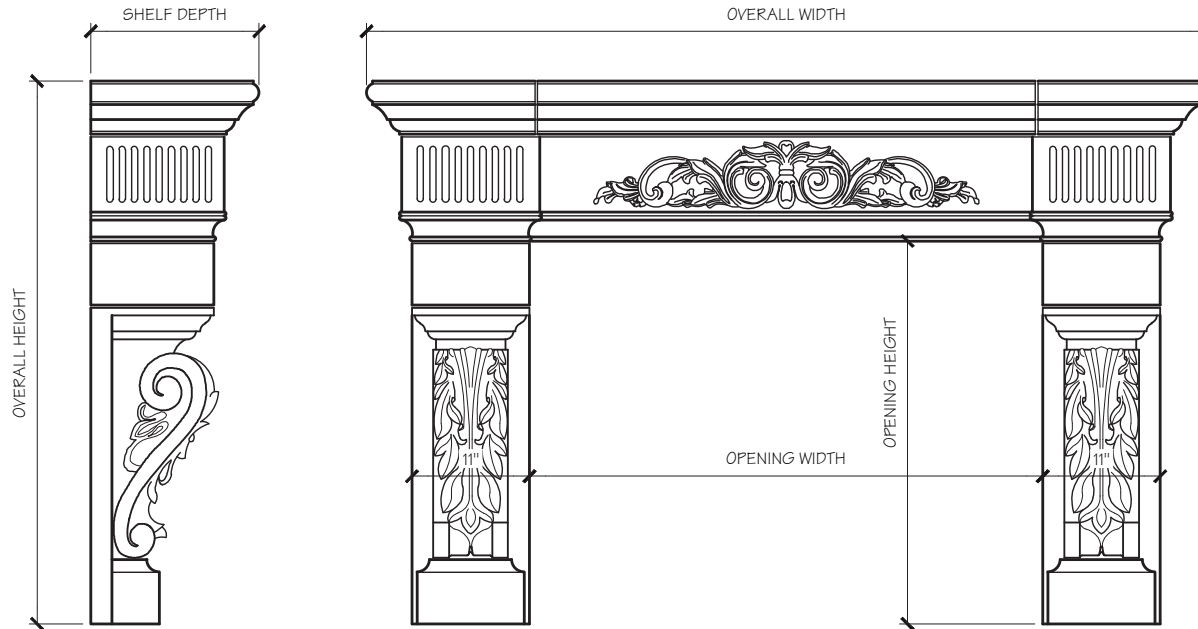 SHELF DEPTH
OVERALL WIDTH
OVERALL HEIGHT
OPENING HEIGHT
OPENING WIDTH
11"
11"